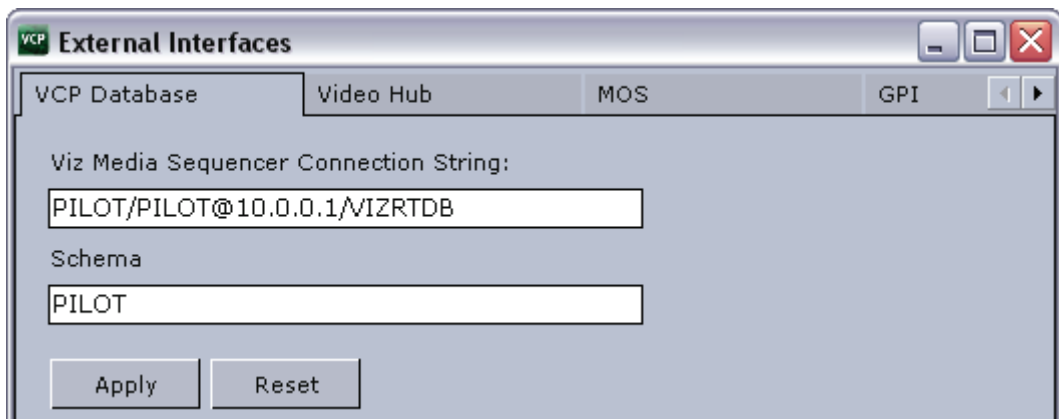 VCP External Interfaces
VCP Database Video Hub MOS GPI
Viz Media Sequencer Connection String:
PILOT/PILOT@10.0.0.1/VIZRTDB
Schema
PILOT
Apply Reset